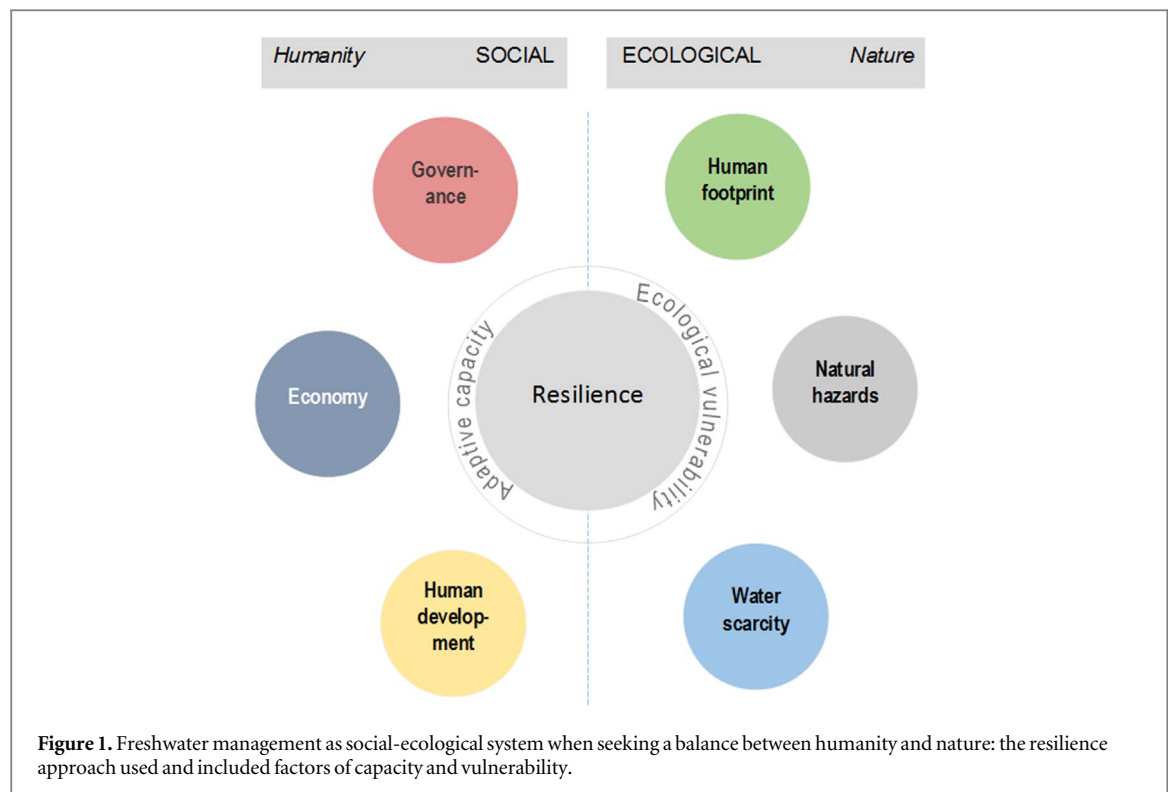 Humanity SOCIAL ECOLOGICAL Nature
Govern-
ance
Human
footprint
Economy
Adaptive capacity
Resilience
Ecological vulnerability
Natural
hazards
Human
develop-
ment
Water
scarcity
Figure 1. Freshwater management as social-ecological system when seeking a balance between humanity and nature: the resilience
approach used and included factors of capacity and vulnerability.